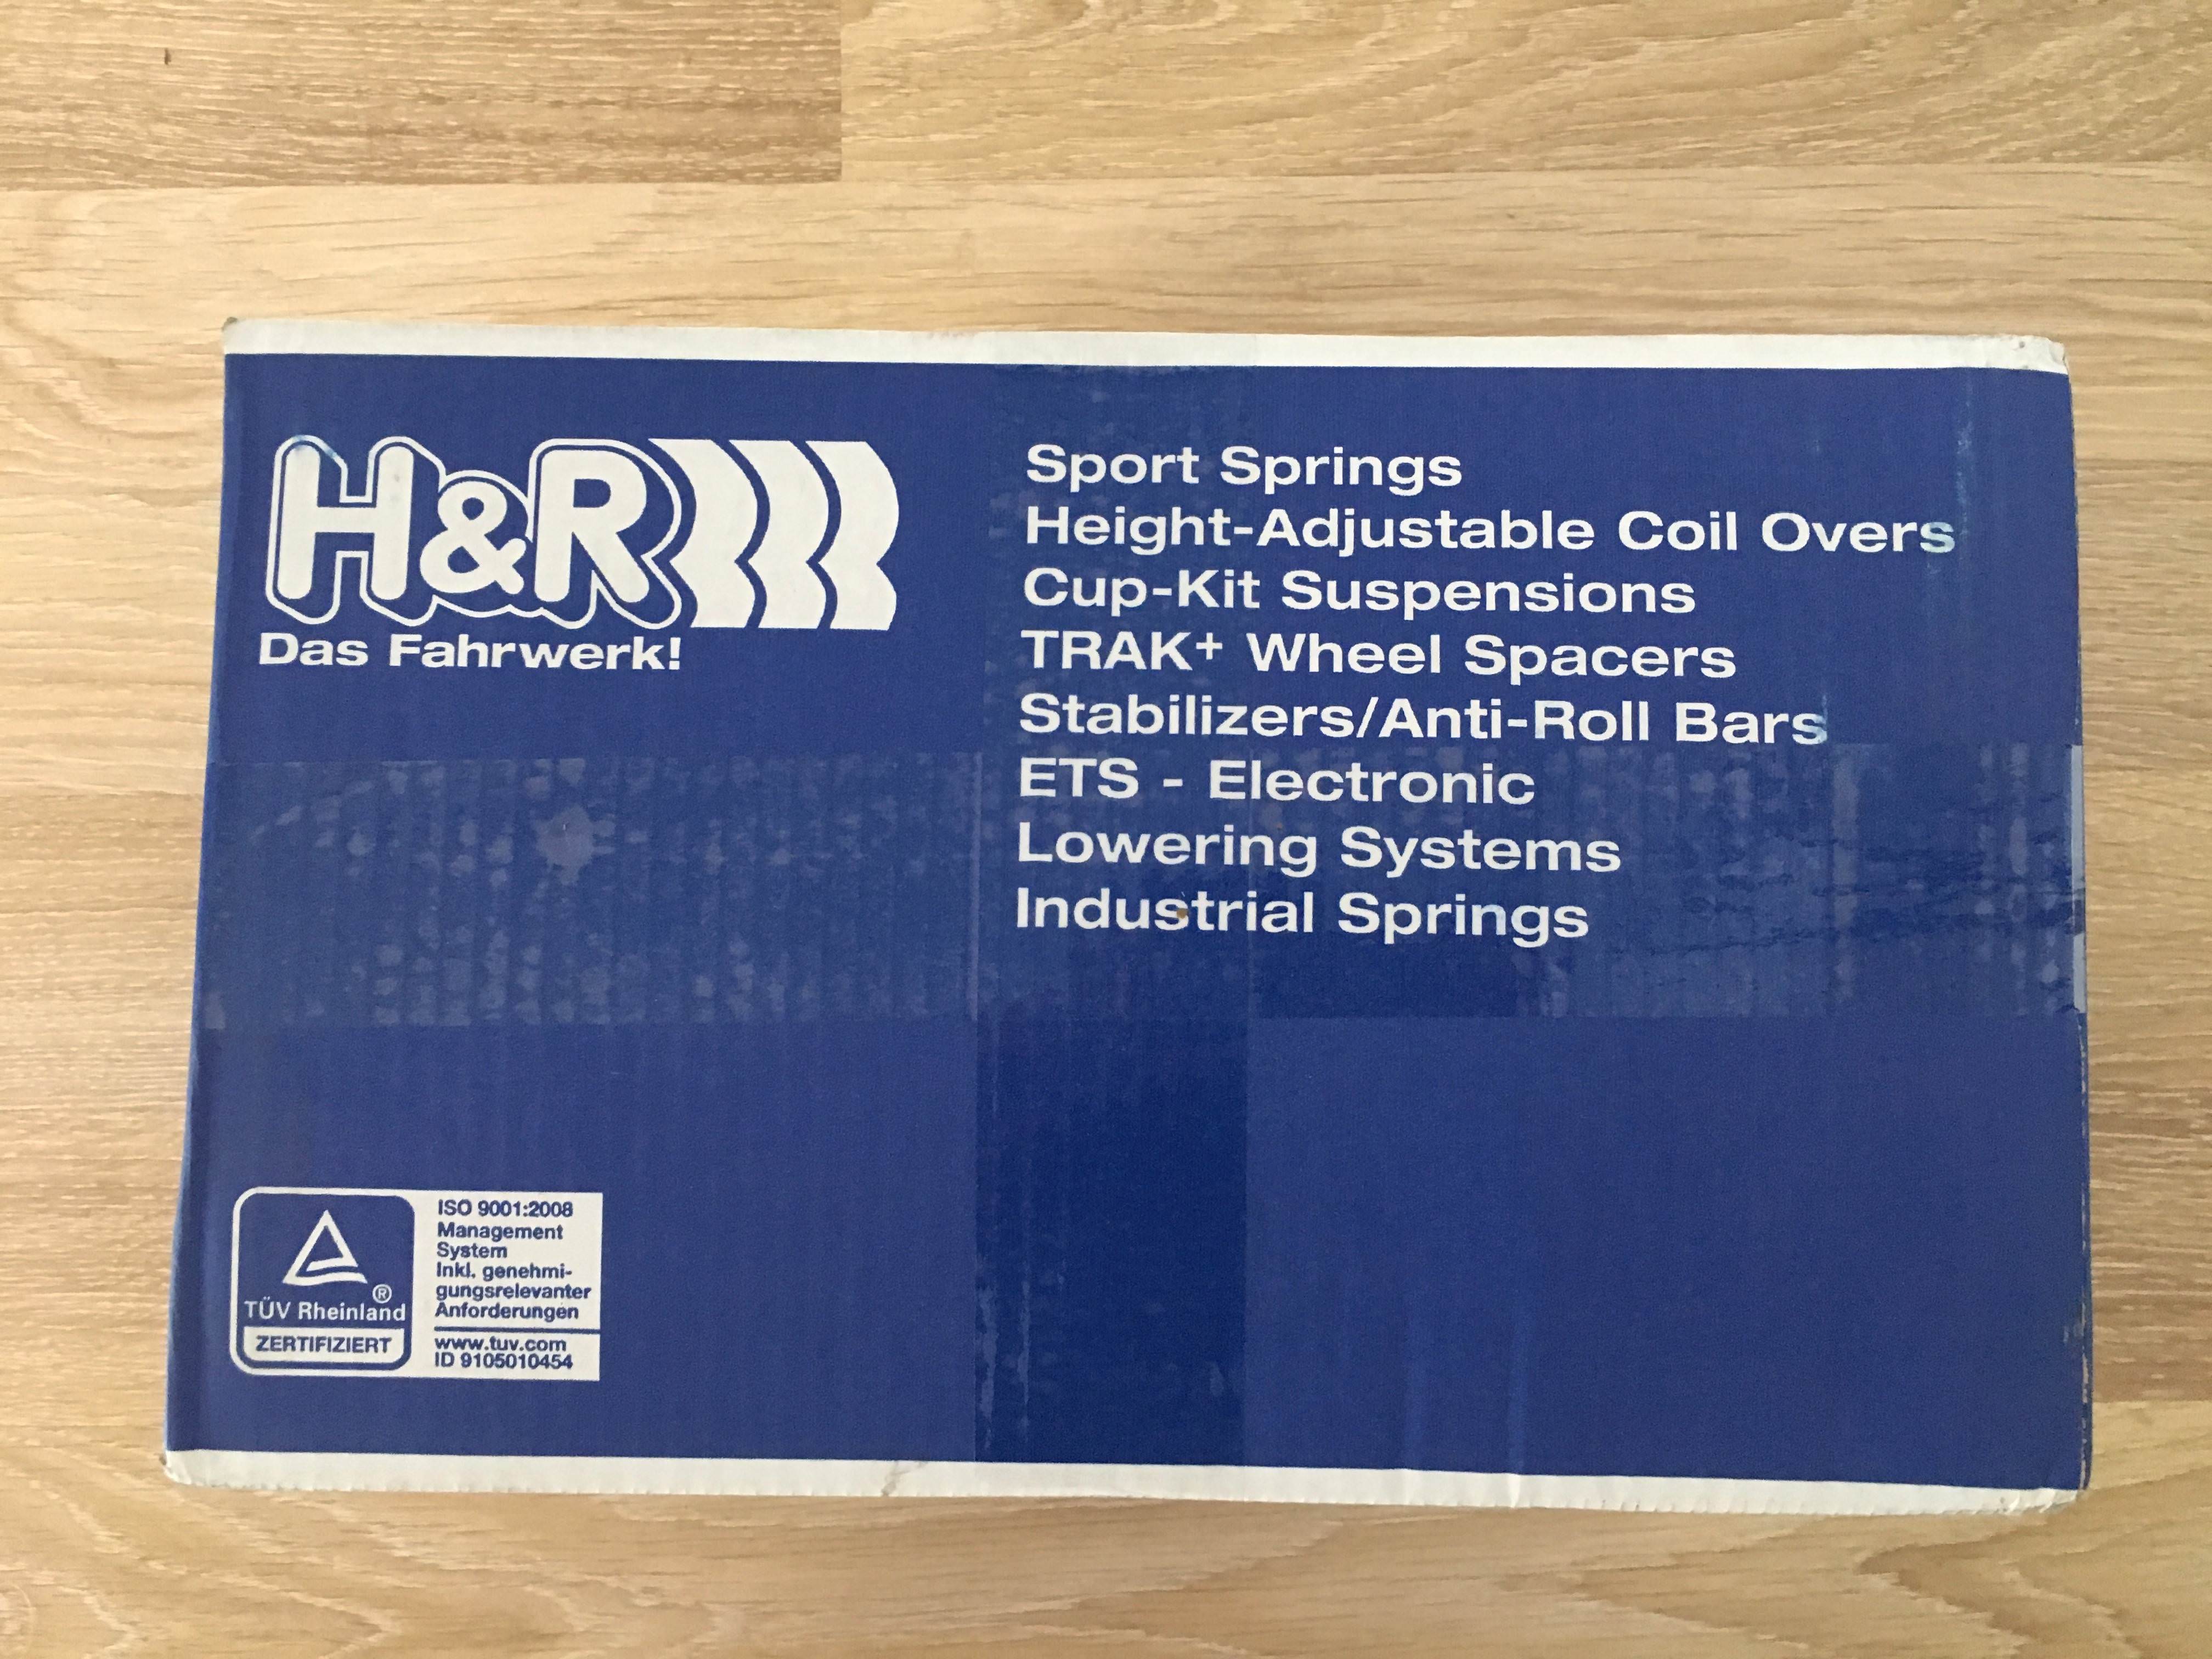 H&R
Das Fahrwerk!
Sport Springs
Height-Adjustable Coil Overs
Cup-Kit Suspensions
TRAK+ Wheel Spacers
Stabilizers/Anti-Roll Bars
ETS - Electronic
Lowering Systems
Industrial Springs
®
TÜV Rheinland
ZERTIFIZIERT
ISO 9001:2008
Management
System
Inkl. genehmi-
gungsrelevanter
Anforderungen
www.tuv.com
ID 9105010454